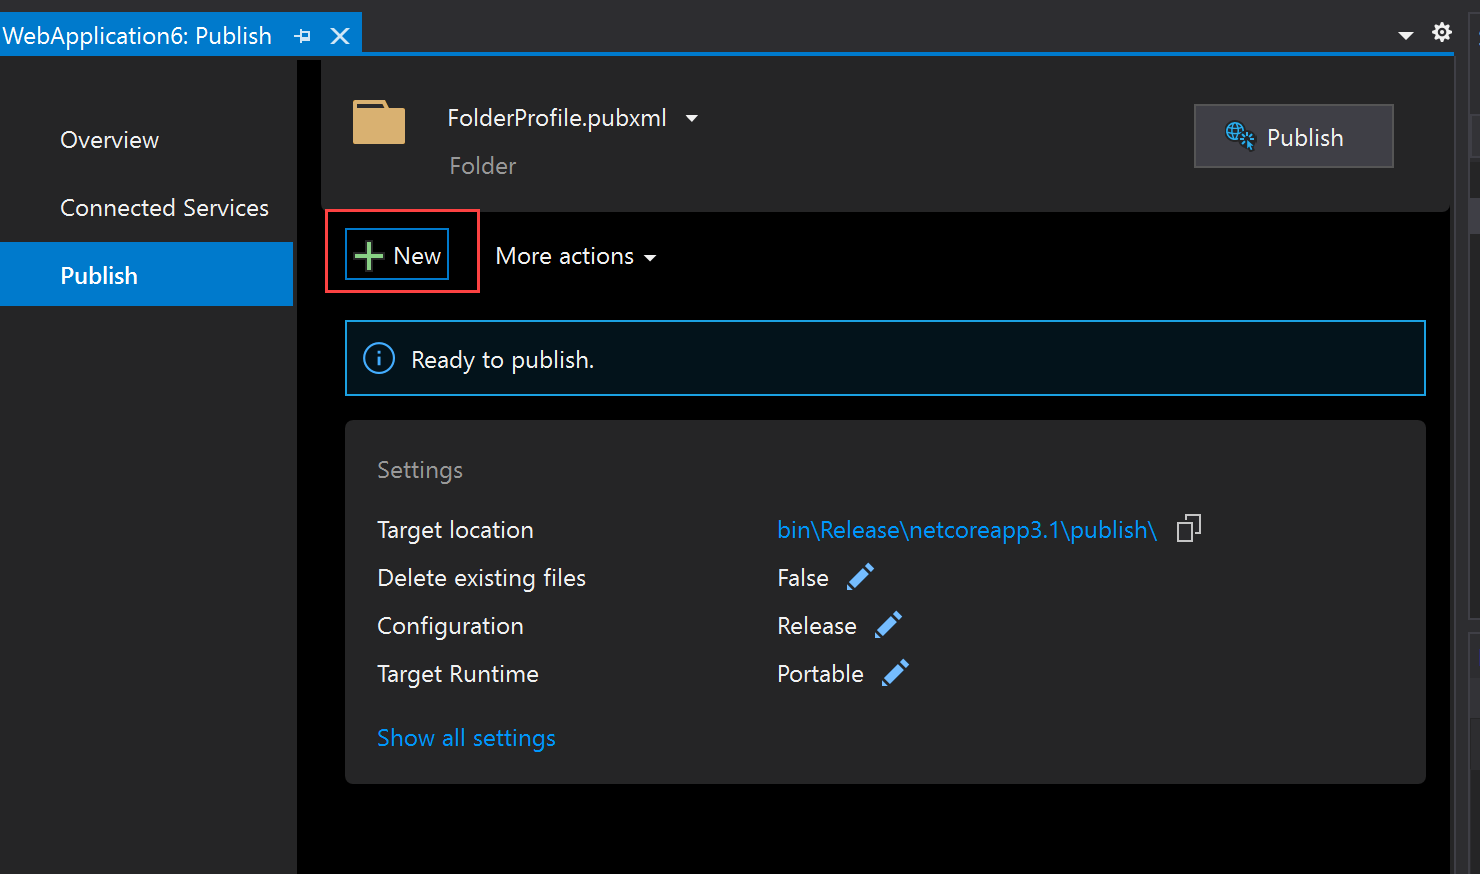 WebApplication6: Publish
Overview
Connected Services
Publish
FolderProfile.pubxml
Folder
Publish
New
More actions
Ready to publish.
Settings
Target location bin\Release\netcoreapp3.1\publish\
Delete existing files False
Configuration Release
Target Runtime Portable
Show all settings